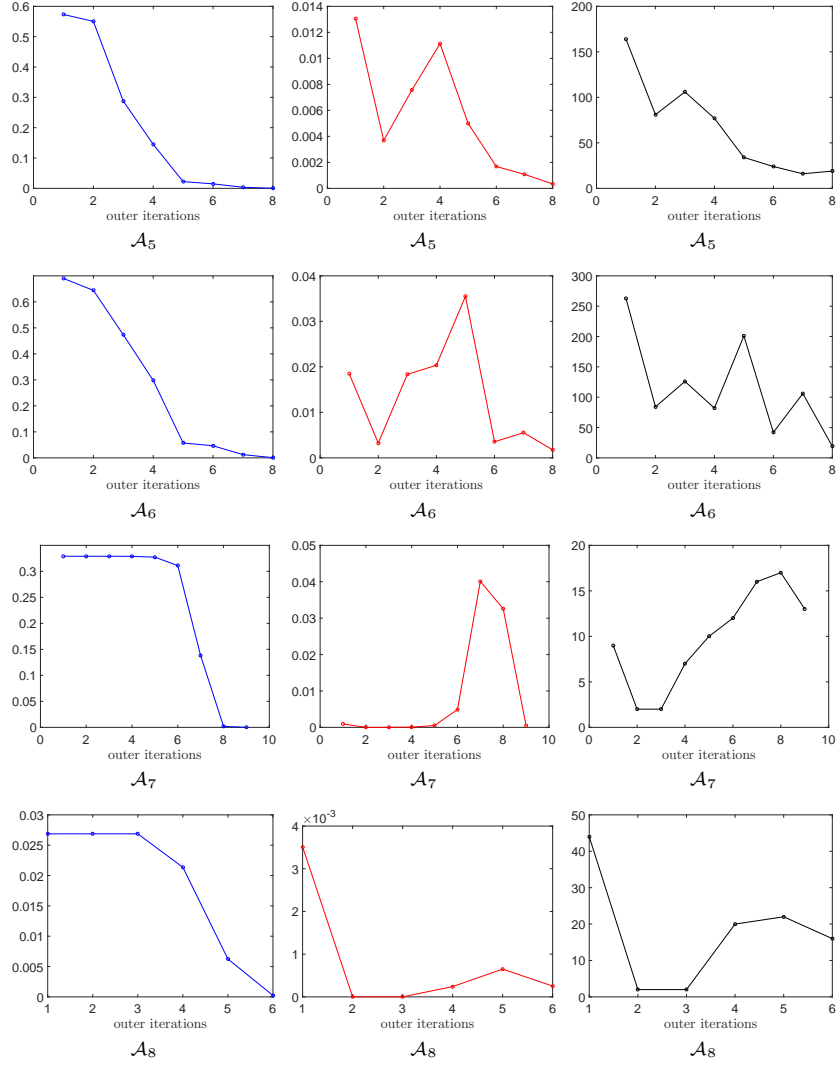 0.6
0.5
0.4
0.3
0.2
0.1
0
0 2 4 6 8
outer iterations
𝒜₅
0.014
0.012
0.01
0.008
0.006
0.004
0.002
0
0 2 4 6 8
outer iterations
𝒜₅
200
150
100
50
0
0 2 4 6 8
outer iterations
𝒜₅
0.6
0.5
0.4
0.3
0.2
0.1
0
0 2 4 6 8
outer iterations
𝒜₆
0.04
0.03
0.02
0.01
0
0 2 4 6 8
outer iterations
𝒜₆
300
250
200
150
100
50
0
0 2 4 6 8
outer iterations
𝒜₆
0.3
0.25
0.2
0.15
0.1
0.05
0
0 2 4 6 8 10
outer iterations
𝒜₇
0.05
0.04
0.03
0.02
0.01
0
0 2 4 6 8 10
outer iterations
𝒜₇
20
15
10
5
0
0 2 4 6 8 10
outer iterations
𝒜₇
0.03
0.025
0.02
0.015
0.01
0.005
0
1 2 3 4 5 6
outer iterations
𝒜₈
×10⁻³
4
3
2
1
0
1 2 3 4 5 6
outer iterations
𝒜₈
50
40
30
20
10
0
1 2 3 4 5 6
outer iterations
𝒜₈